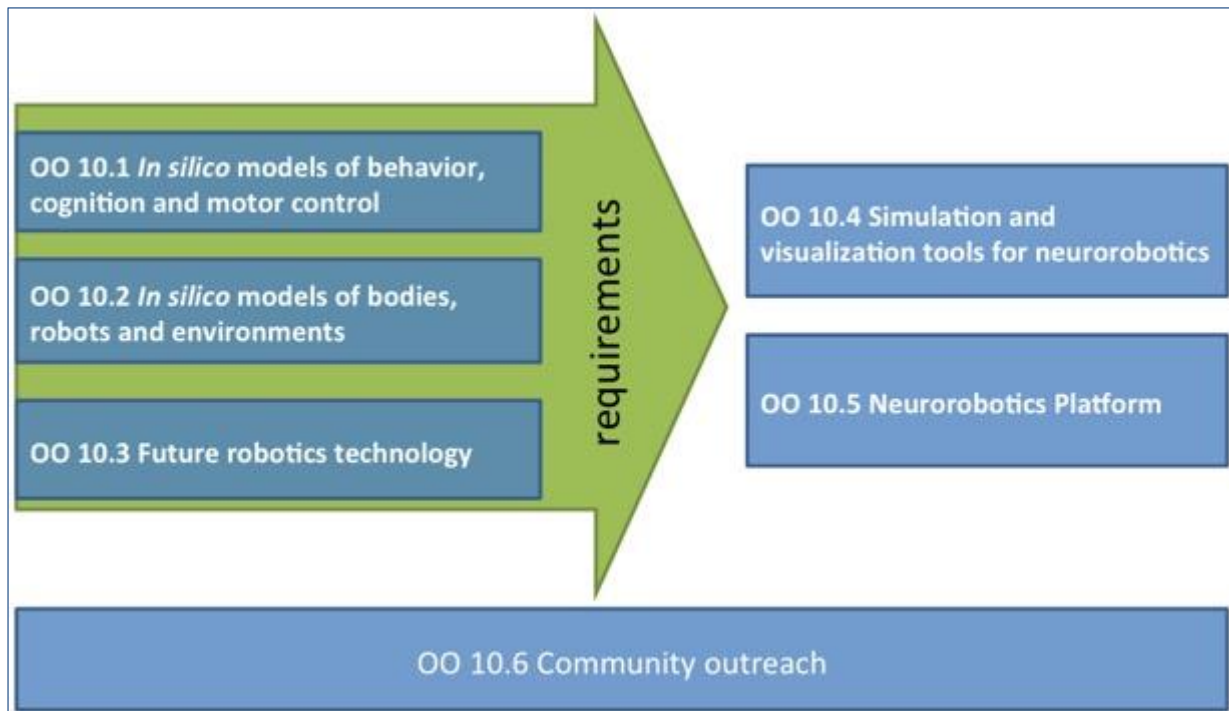 OO 10.1 In silico models of behavior,
cognition and motor control
OO 10.2 In silico models of bodies,
robots and environments
OO 10.3 Future robotics technology
requirements
OO 10.4 Simulation and
visualization tools for neurorobotics
OO 10.5 Neurorobotics Platform
OO 10.6 Community outreach